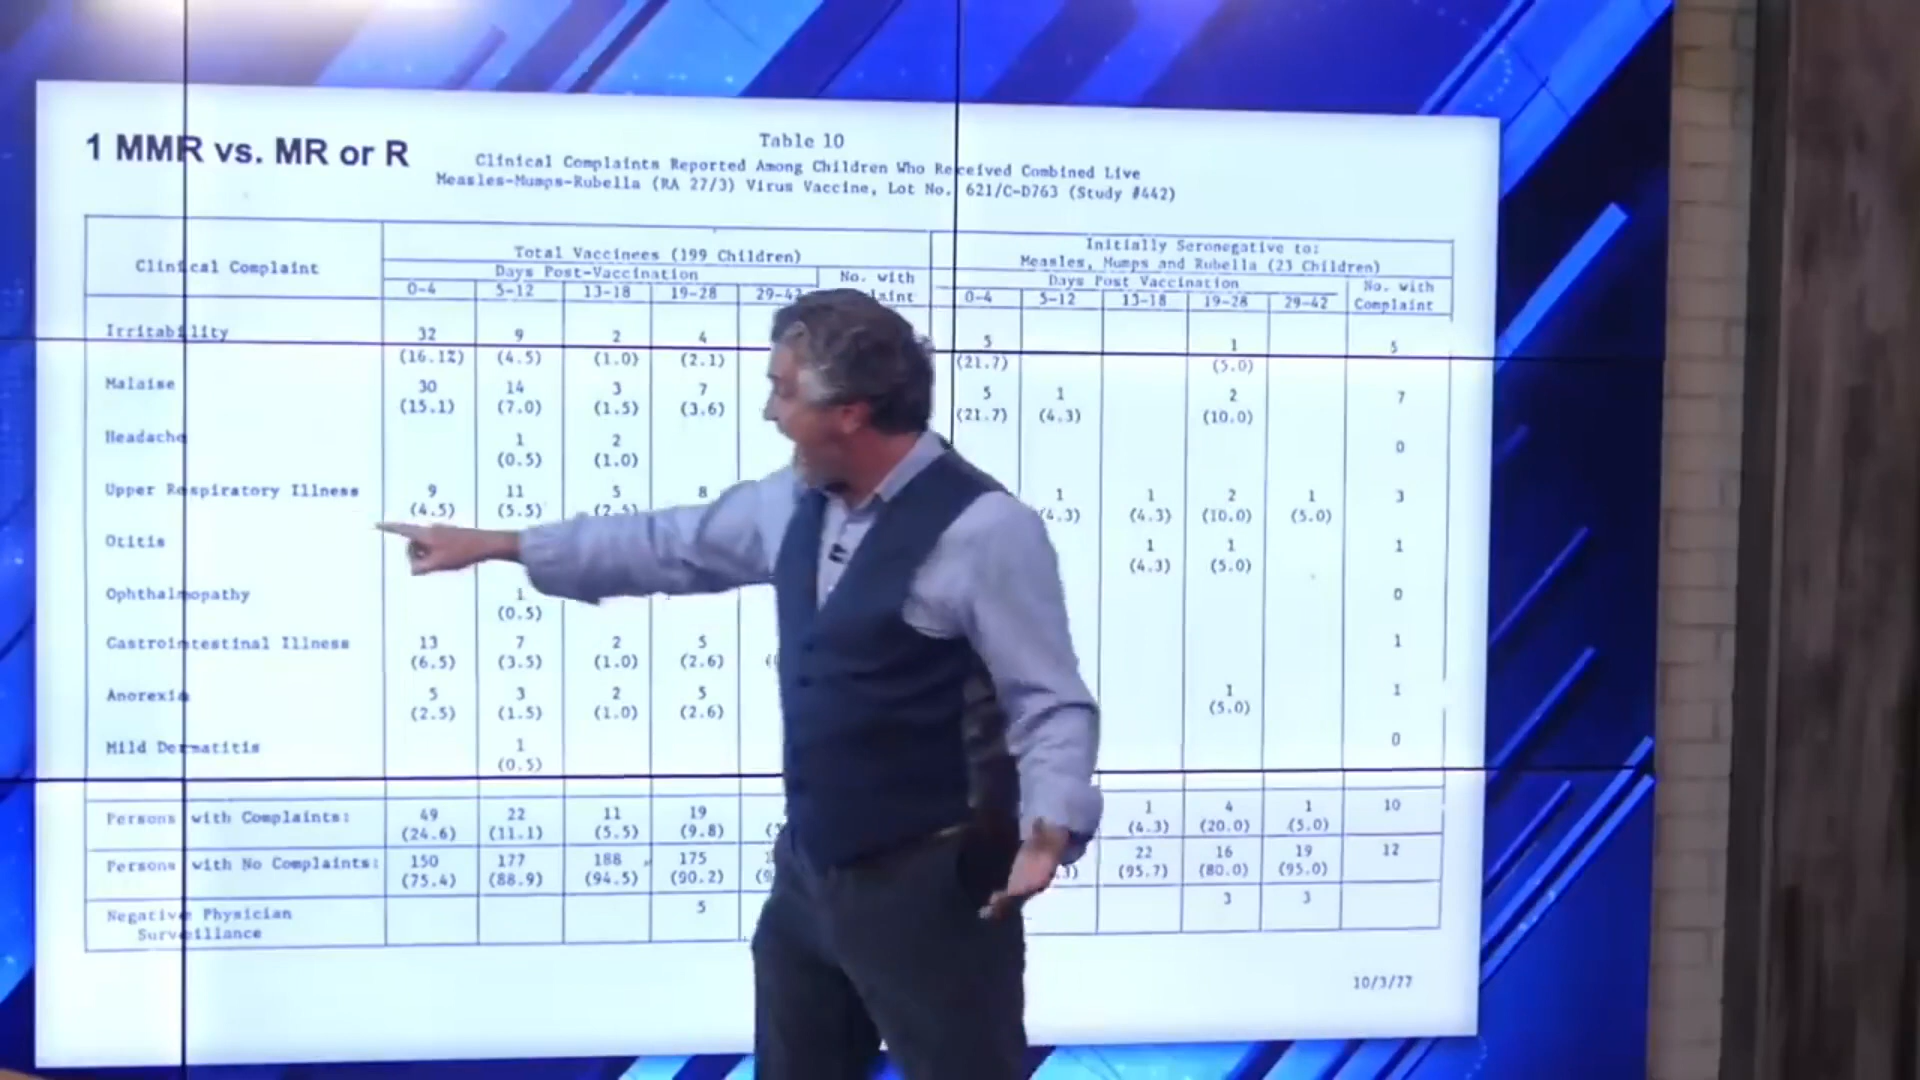 1 MMR vs. MR or R
Table 10
Clinical Complaints Reported Among Children Who Received Combined Live
Measles-Mumps-Rubella (RA 27/3) Virus Vaccine, Lot No. 621/C-D763 (Study #442)
Clinical Complaint
Total Vaccinees (199 Children)
Days Post-Vaccination
No. with
0-4 5-12 13-18 19-28
Initially Seronegative to:
Measles, Mumps and Rubella (23 Children)
Days Post Vaccination
No. with
Complaint
0-4 5-12 13-18 19-28 29-42
Irritability 32 9 2 4 5 1 5
(16.1%) (4.5) (1.0) (2.1) (21.7) (5.0)
Malaise 30 14 3 7 5 1 2 7
(15.1) (7.0) (1.5) (3.6) (21.7) (4.3) (10.0)
Headache 1 2 0
(0.5) (1.0)
Upper Respiratory Illness 9 11 5 8 1 1 2 1 3
(4.5) (5.5) (4.3) (4.3) (10.0) (5.0)
Otitis 1 1 1
(4.3) (5.0)
Ophthalmopathy 1 0
(0.5)
Gastrointestinal Illness 13 7 2 5 1
(6.5) (3.5) (1.0) (2.6)
Anorexia 5 3 2 5 1 1
(2.5) (1.5) (1.0) (2.6) (5.0)
Mild Dermatitis 1 0
(0.5)
Persons with Complaints: 49 22 11 19 1 4 1 10
(24.6) (11.1) (5.5) (9.8) (4.3) (20.0) (5.0)
Persons with No Complaints: 150 177 188 175 22 16 19 12
(75.4) (88.9) (94.5) (90.2) (95.7) (80.0) (95.0)
Negative Physician
Surveillance
5 3 3
10/3/77